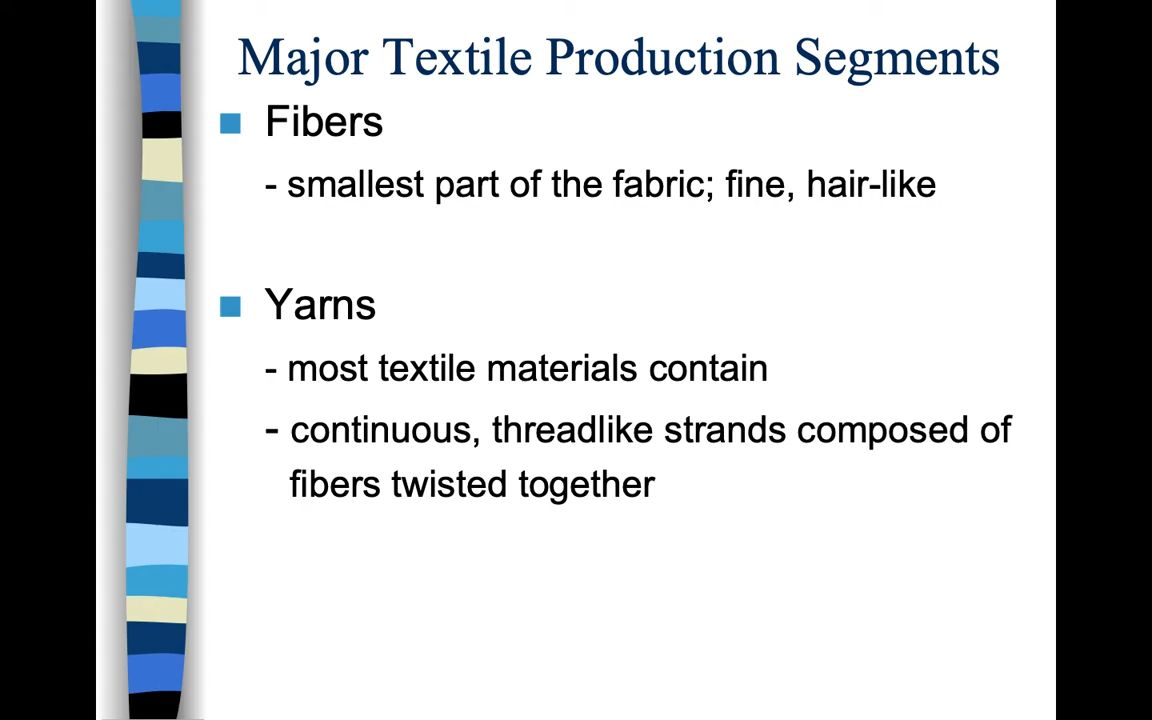 Major Textile Production Segments
Fibers
- smallest part of the fabric; fine, hair-like
Yarns
- most textile materials contain
- continuous, threadlike strands composed of
fibers twisted together